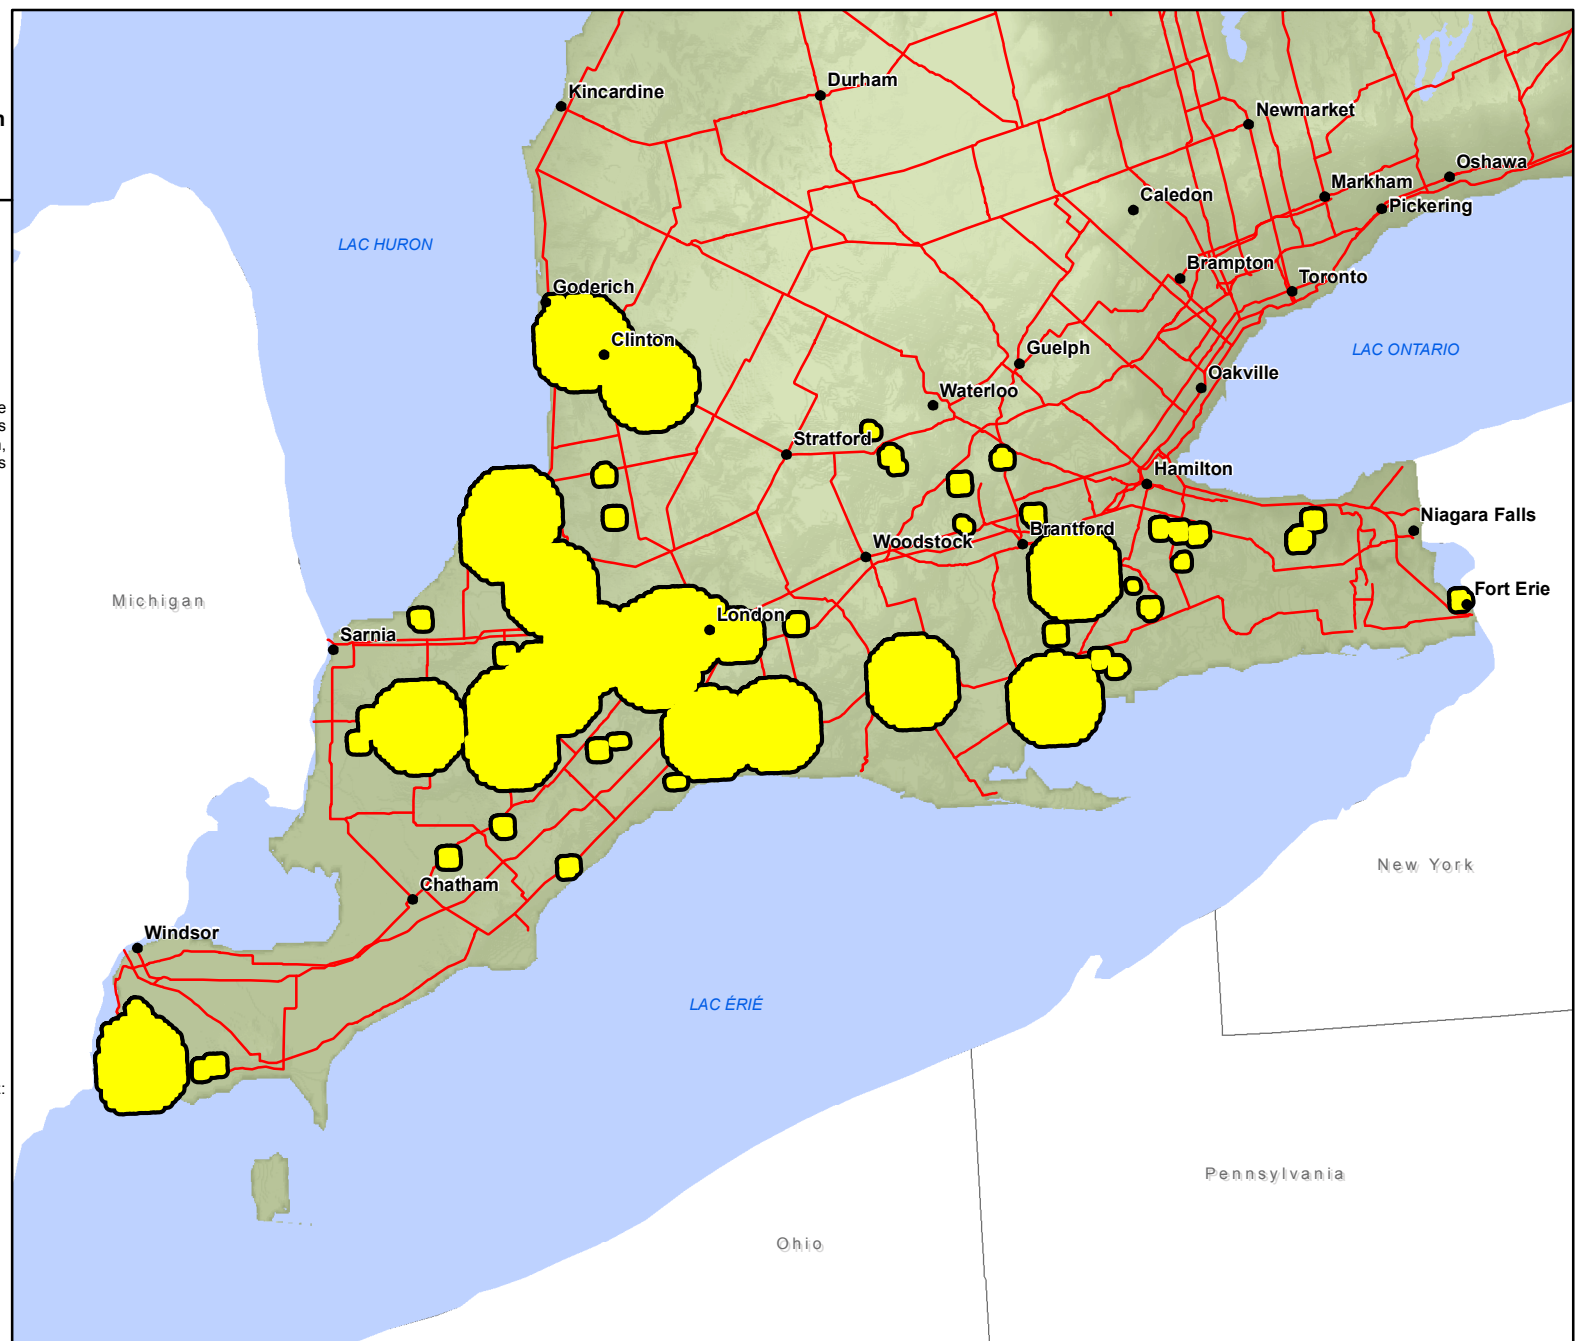 Kincardine
Durham
Newmarket
n
Oshawa
Markham
Caledon
Pickering
LAC HURON
Brampton
Toronto
Goderich
Clinton
Guelph
LAC ONTARIO
Oakville
Waterloo
e
s
,
s
Stratford
Hamilton
Niagara Falls
Brantford
Woodstock
Fort Erie
Michigan
London
Sarnia
New York
Chatham
Windsor
LAC ÉRIÉ
:
Pennsylvania
Ohio